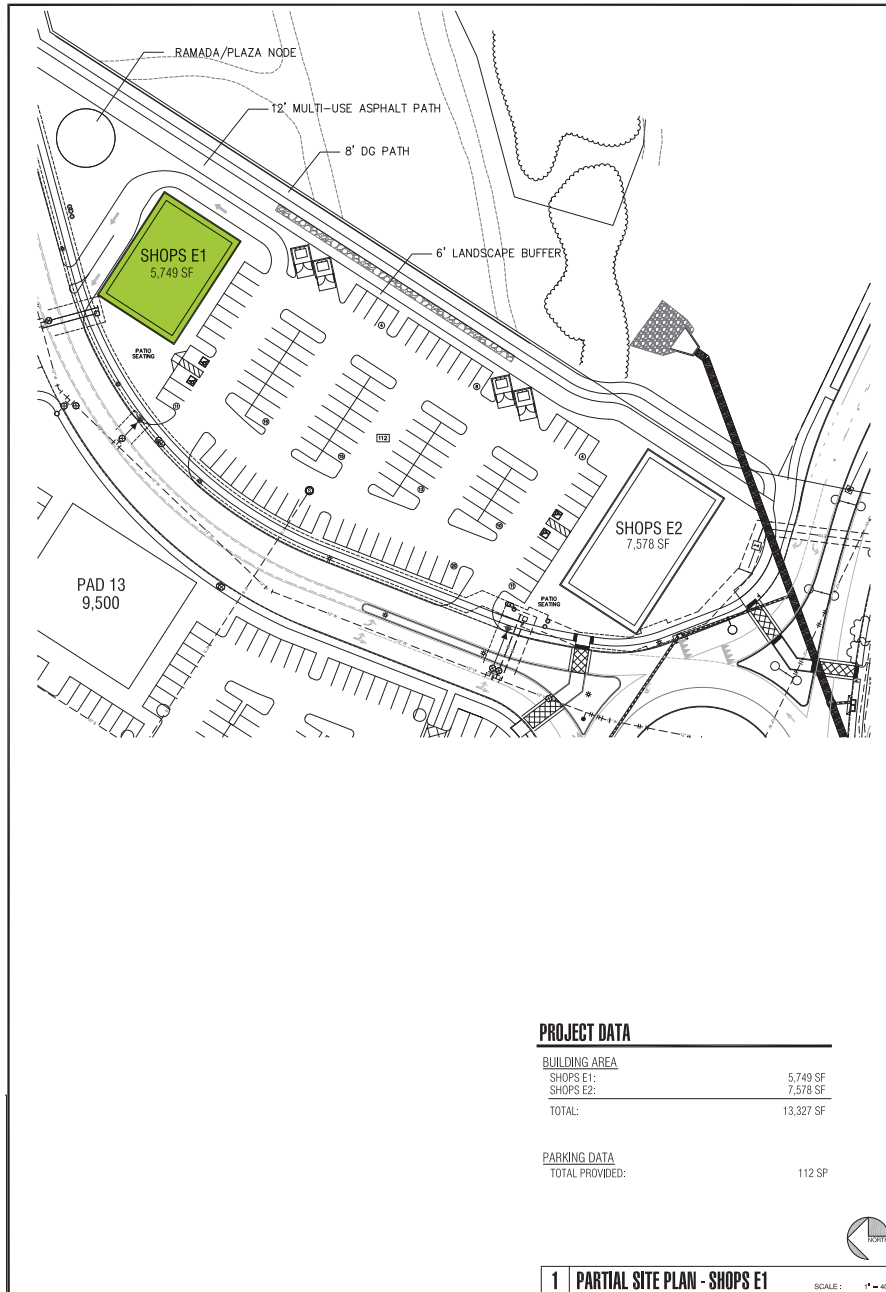 RAMADA/PLAZA NODE
12' MULTI-USE ASPHALT PATH
8' DG PATH
6' LANDSCAPE BUFFER
SHOPS E1
5,749 SF
PATIO
SEATING
112
SHOPS E2
7,578 SF
PATIO
SEATING
PAD 13
9,500
PROJECT DATA
BUILDING AREA
SHOPS E1: 5,749 SF
SHOPS E2: 7,578 SF
TOTAL: 13,327 SF
PARKING DATA
TOTAL PROVIDED: 112 SP
NORTH
1 PARTIAL SITE PLAN - SHOPS E1 SCALE : 1" = 40